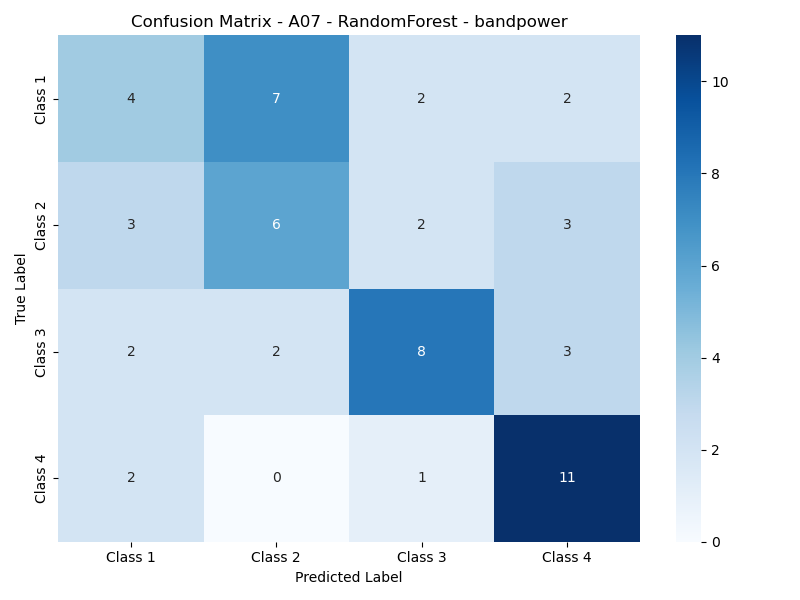 Confusion Matrix - A07 - RandomForest - bandpower
Class 1
4 7 2 2
Class 2
3 6 2 3
Class 3
2 2 8 3
Class 4
2 0 1 11
True Label
Class 1 Class 2 Class 3 Class 4
Predicted Label
10
8
6
4
2
0